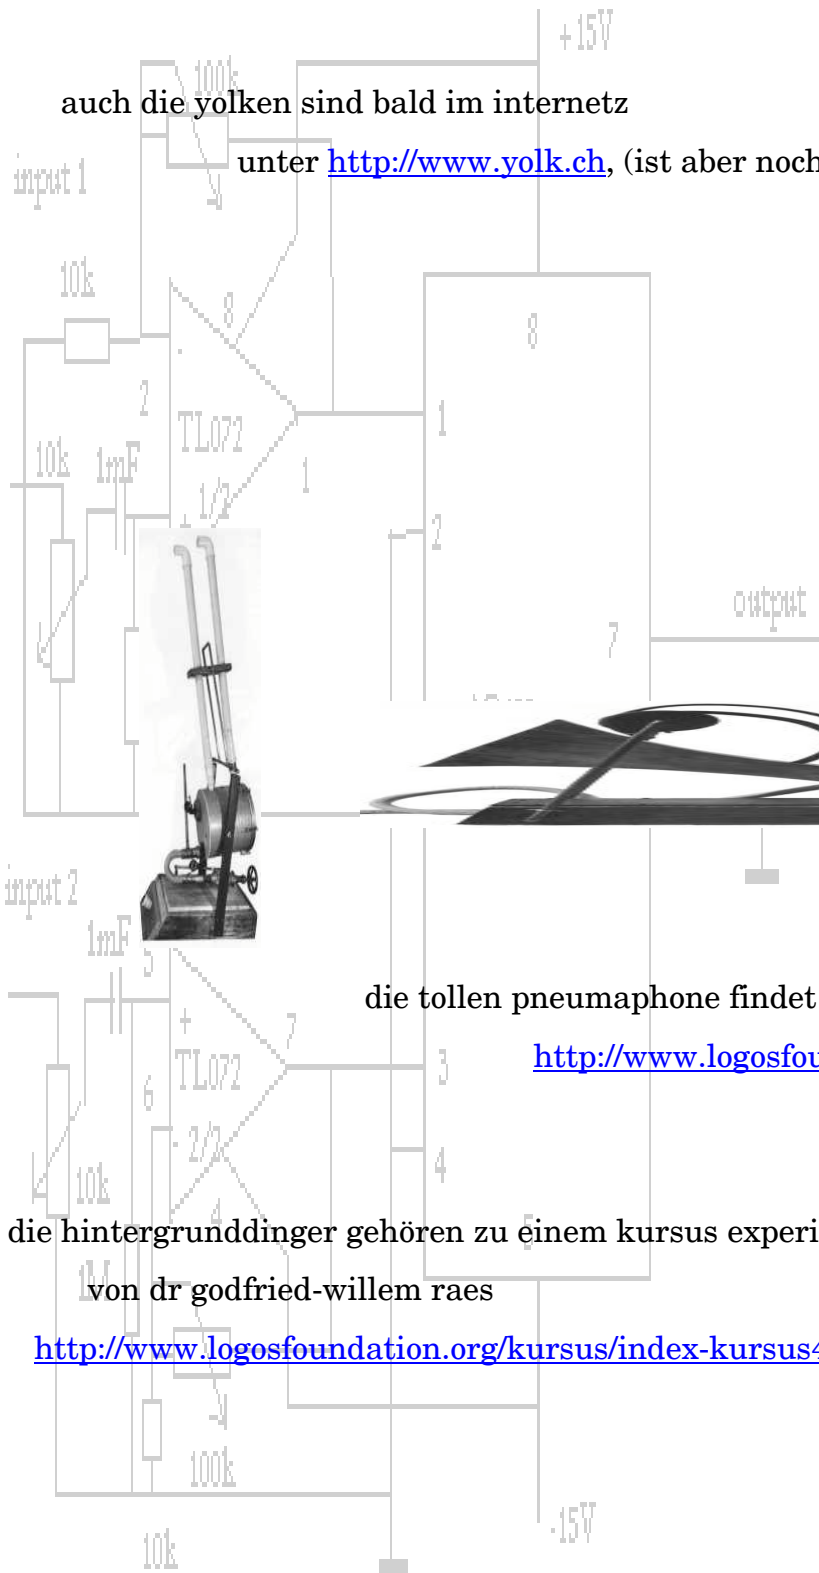 +15V
100k
auch die yolken sind bald im internetz
unter http://www.yolk.ch, (ist aber noch
input 1
10k
8
8
-
2
1
TL072
10k
1mF
1
1/2
+
2
output
7
input 2
1mF
5
die tollen pneumaphone findet
+
7
http://www.logosfou
TL072
3
6
-
2/2
4
10k
4
die hintergrunddinger gehören zu einem kursus experi
5
1M
von dr godfried-willem raes
http://www.logosfoundation.org/kursus/index-kursus4
100k
-15V
10k